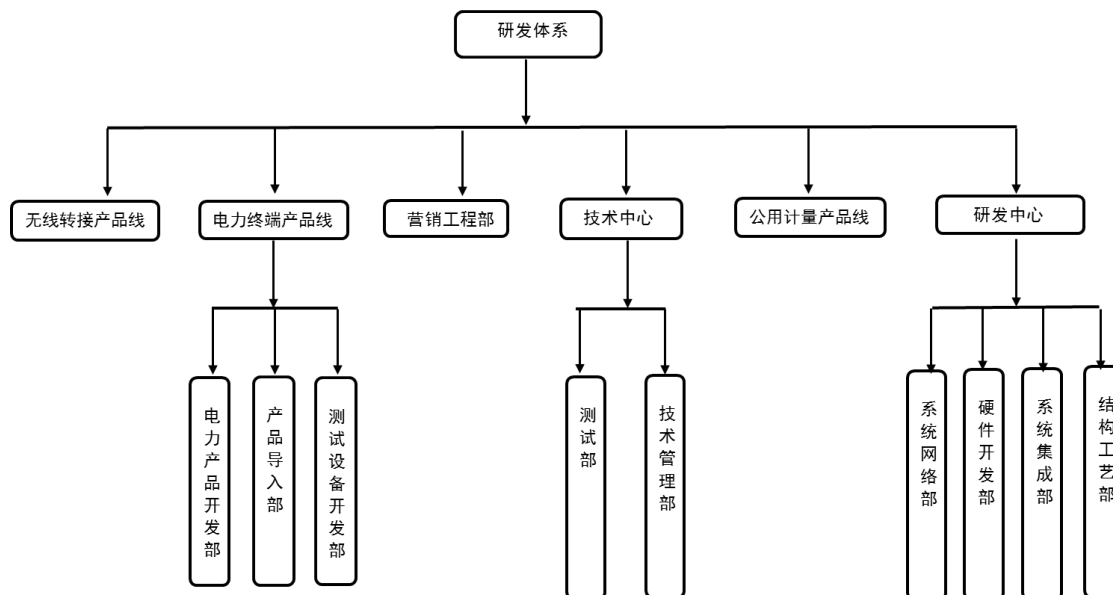 研发体系
无线转接产品线
电力终端产品线
营销工程部
技术中心
公用计量产品线
研发中心
电力产品开发部
产品导入部
测试设备开发部
测试部
技术管理部
系统网络部
硬件开发部
系统集成部
结构工艺部